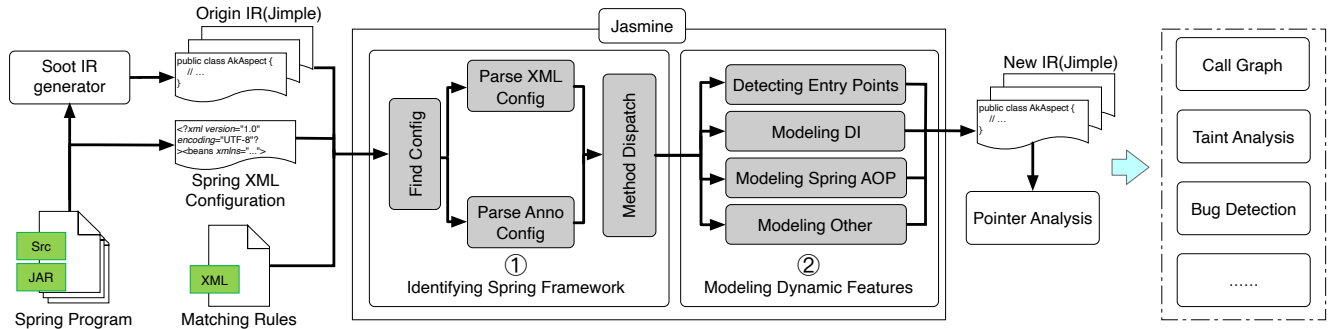 Origin IR(Jimple)
public class AkAspect {
// ...
}
Soot IR
generator
<?xml version="1.0"
encoding="UTF-8"?
><beans xmlns="...">
Spring XML
Configuration
Src
JAR
Spring Program
XML
Matching Rules
Jasmine
Find Config
Parse XML
Config
Parse Anno
Config
Method Dispatch
①
Identifying Spring Framework
Detecting Entry Points
Modeling DI
Modeling Spring AOP
Modeling Other
②
Modeling Dynamic Features
New IR(Jimple)
public class AkAspect {
// ...
}
Pointer Analysis
Call Graph
Taint Analysis
Bug Detection
......